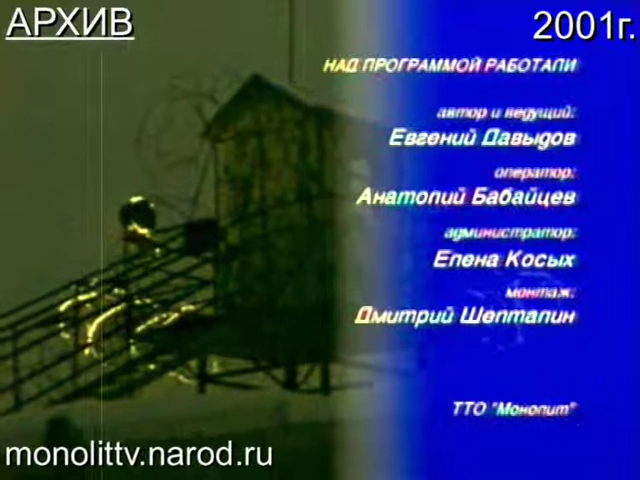 АРХИВ
2001г.
НАД ПРОГРАММОЙ РАБОТАЛИ
автор и ведущий:
Евгений Давыдов
оператор:
Анатолий Бабайцев
администратор:
Елена Косых
монтаж:
Дмитрий Шепталин
ТТО "Монолит"
monolittv.narod.ru